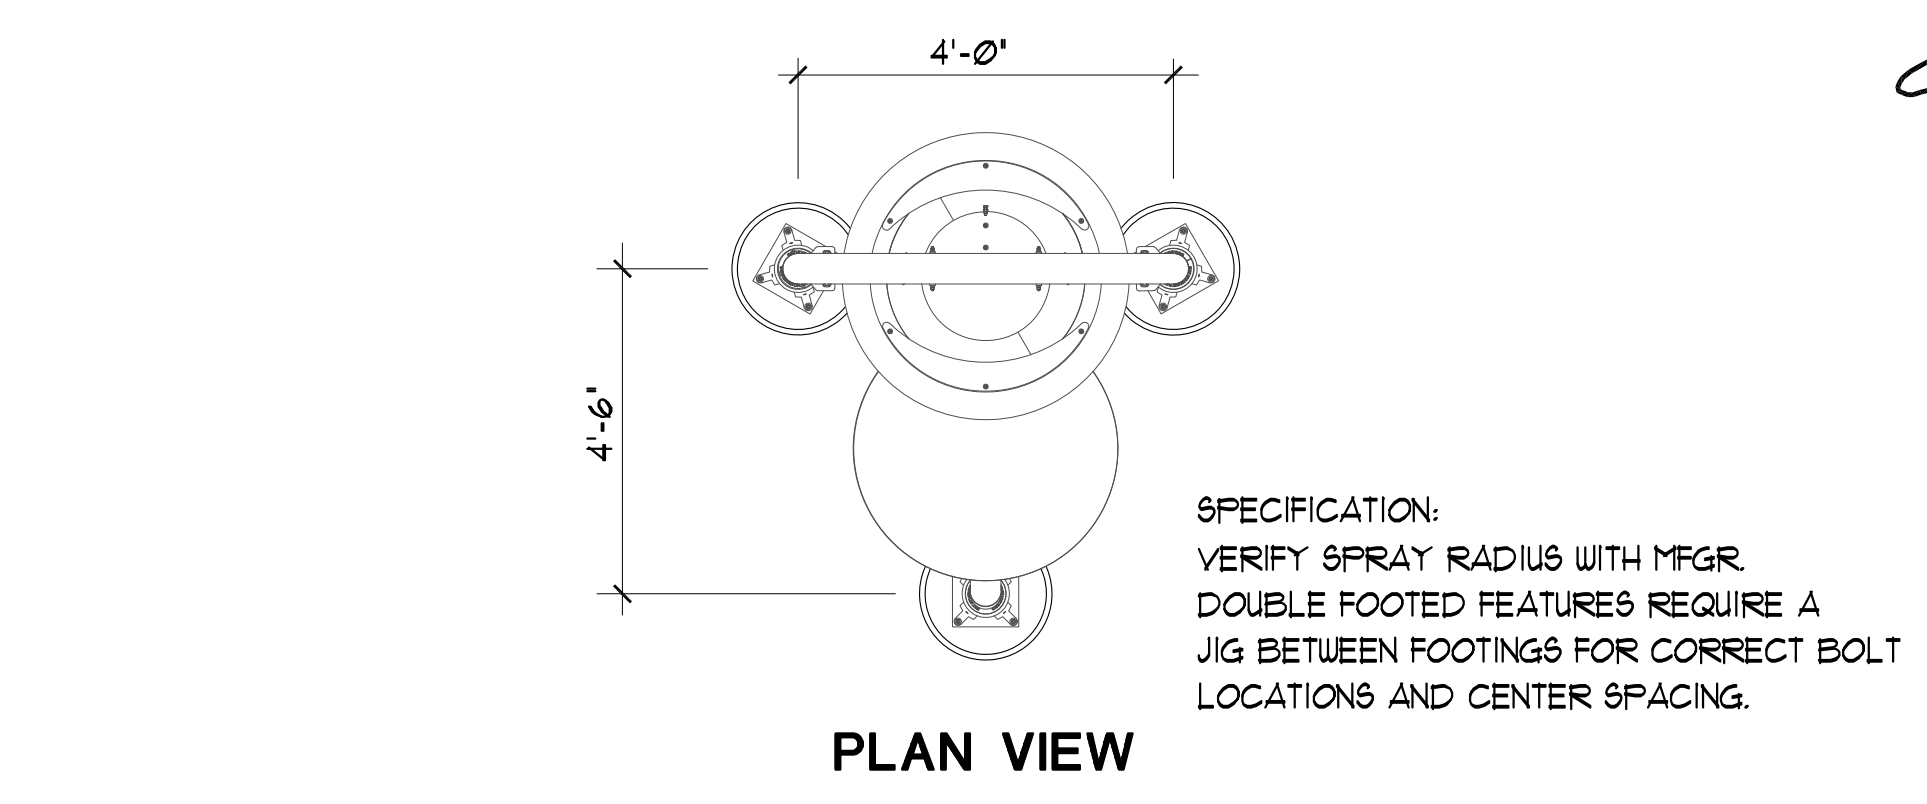 4'-0"
4'-6"
SPECIFICATION:
VERIFY SPRAY RADIUS WITH MFGR.
DOUBLE FOOTED FEATURES REQUIRE A
JIG BETWEEN FOOTINGS FOR CORRECT BOLT
LOCATIONS AND CENTER SPACING.
PLAN VIEW